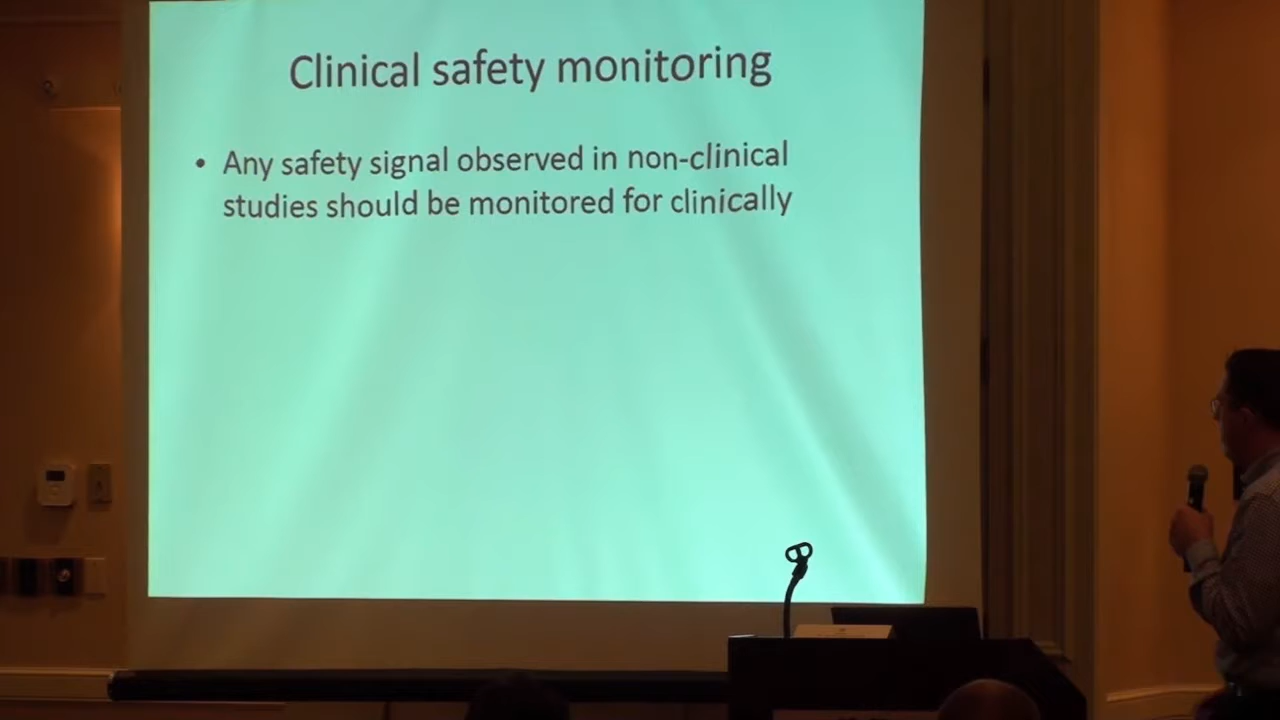 Clinical safety monitoring
• Any safety signal observed in non-clinical
studies should be monitored for clinically